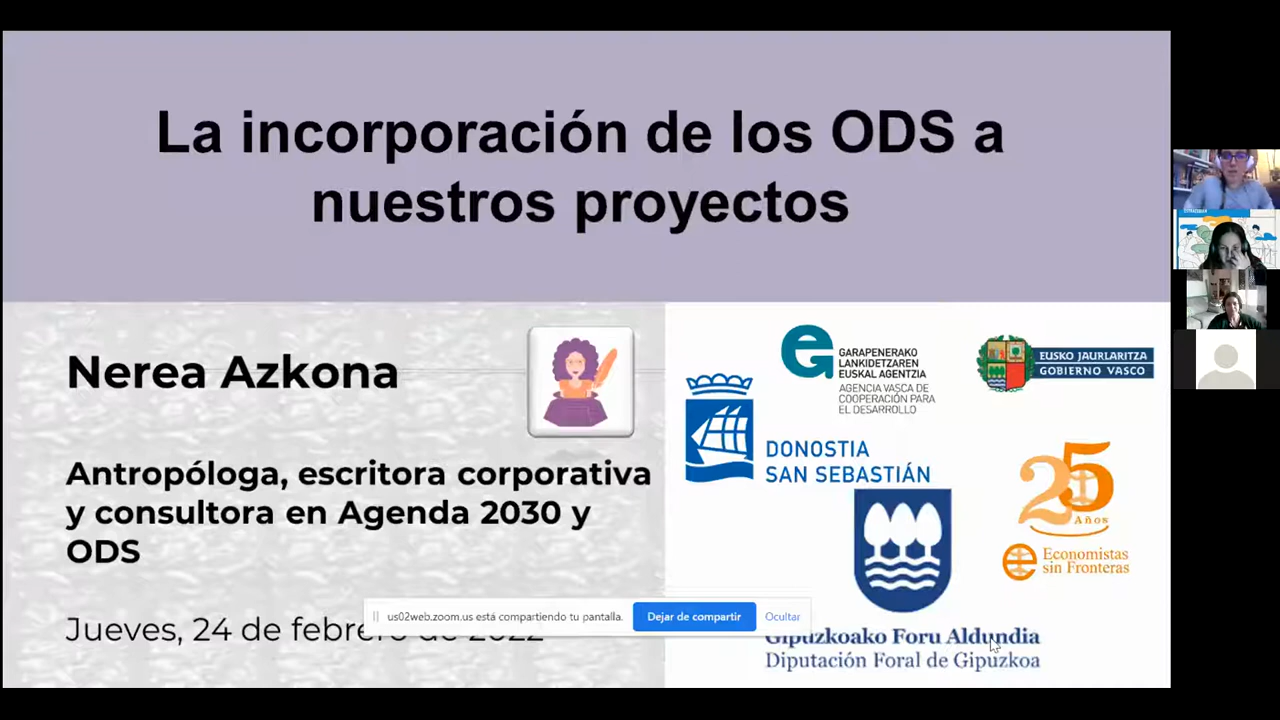 La incorporación de los ODS a
nuestros proyectos
Nerea Azkona
Antropóloga, escritora corporativa
y consultora en Agenda 2030 y
ODS
Jueves, 24 de febrero de 2022
us02web.zoom.us está compartiendo tu pantalla.
Dejar de compartir
Ocultar
e
GARAPENERAKO
LANKIDETZAREN
EUSKAL AGENTZIA
AGENCIA VASCA DE
COOPERACIÓN PARA
EL DESARROLLO
EUSKO JAURLARITZA
GOBIERNO VASCO
DONOSTIA
SAN SEBASTIÁN
25
Años
Economistas
sin Fronteras
Gipuzkoako Foru Aldundia
Diputación Foral de Gipuzkoa